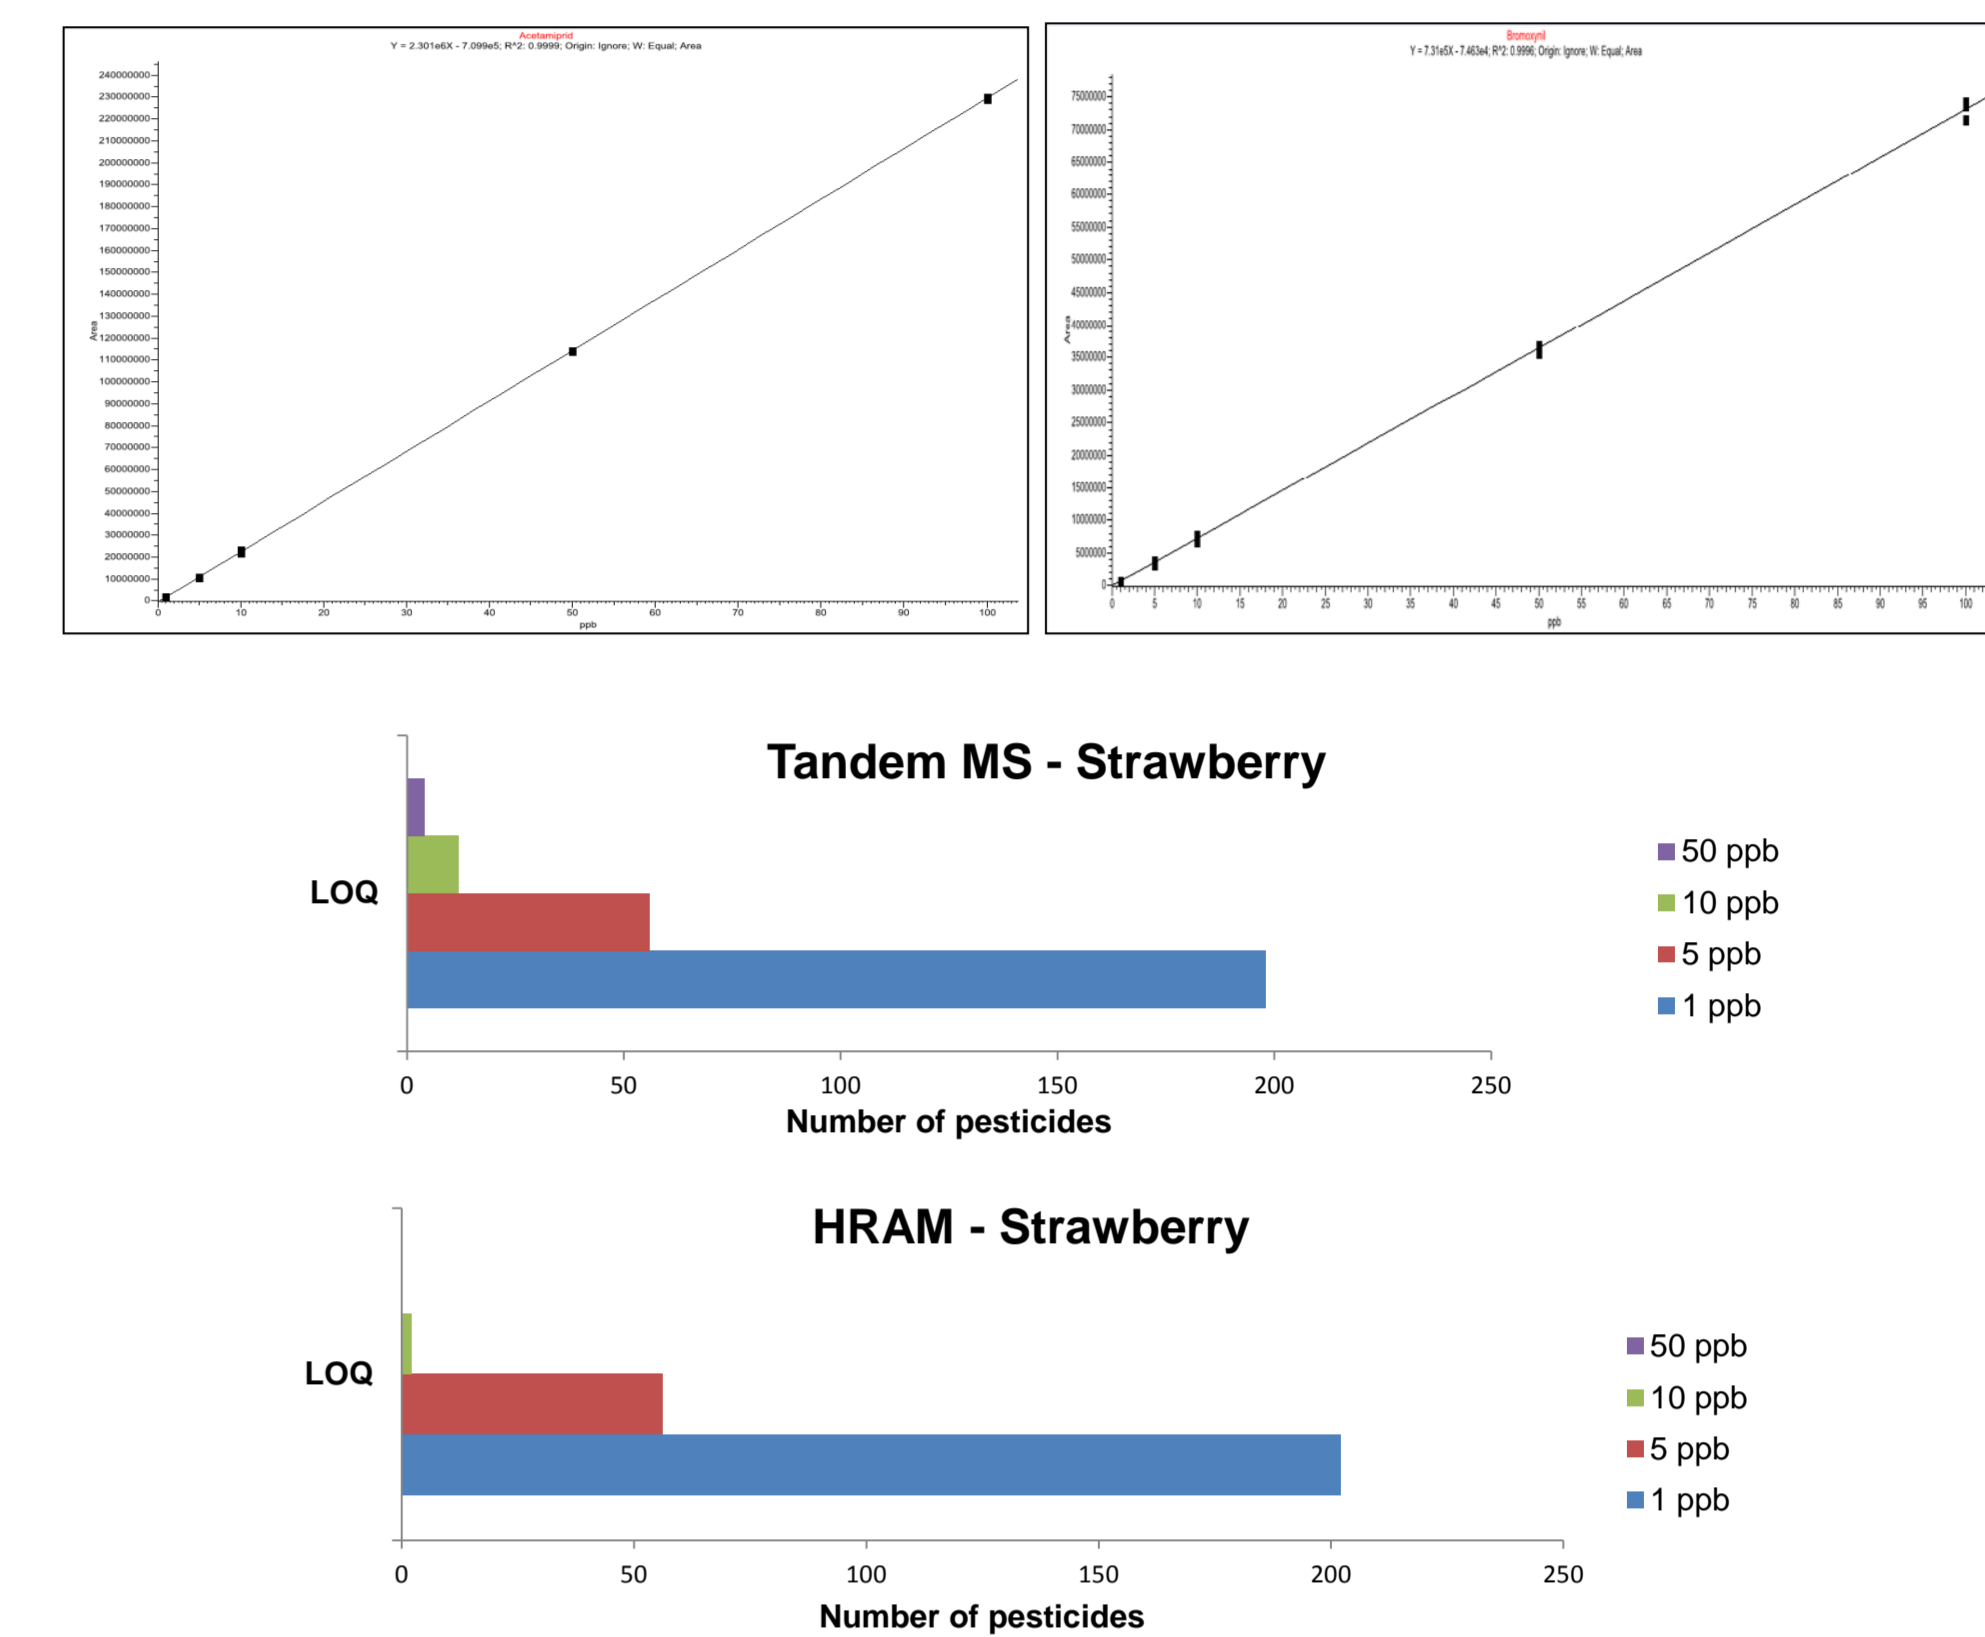 Acetamiprid
Y = 2.301e6X - 7.099e5; R^2: 0.9999; Origin: Ignore; W: Equal; Area
240000000
230000000
220000000
210000000
200000000
190000000
180000000
170000000
160000000
150000000
140000000
130000000
120000000
110000000
100000000
90000000
80000000
70000000
60000000
50000000
40000000
30000000
20000000
10000000
0
Area
0 10 20 30 40 50 60 70 80 90 100
ppb
Bromoxynil
Y = 7.31e5X - 7.463e4; R^2: 0.9996; Origin: Ignore; W: Equal; Area
75000000
70000000
65000000
60000000
55000000
50000000
45000000
40000000
35000000
30000000
25000000
20000000
15000000
10000000
5000000
0
Area
0 5 10 15 20 25 30 35 40 45 50 55 60 65 70 75 80 85 90 95 100
ppb
Tandem MS - Strawberry
LOQ
50 ppb
10 ppb
5 ppb
1 ppb
0 50 100 150 200 250
Number of pesticides
HRAM - Strawberry
LOQ
50 ppb
10 ppb
5 ppb
1 ppb
0 50 100 150 200 250
Number of pesticides